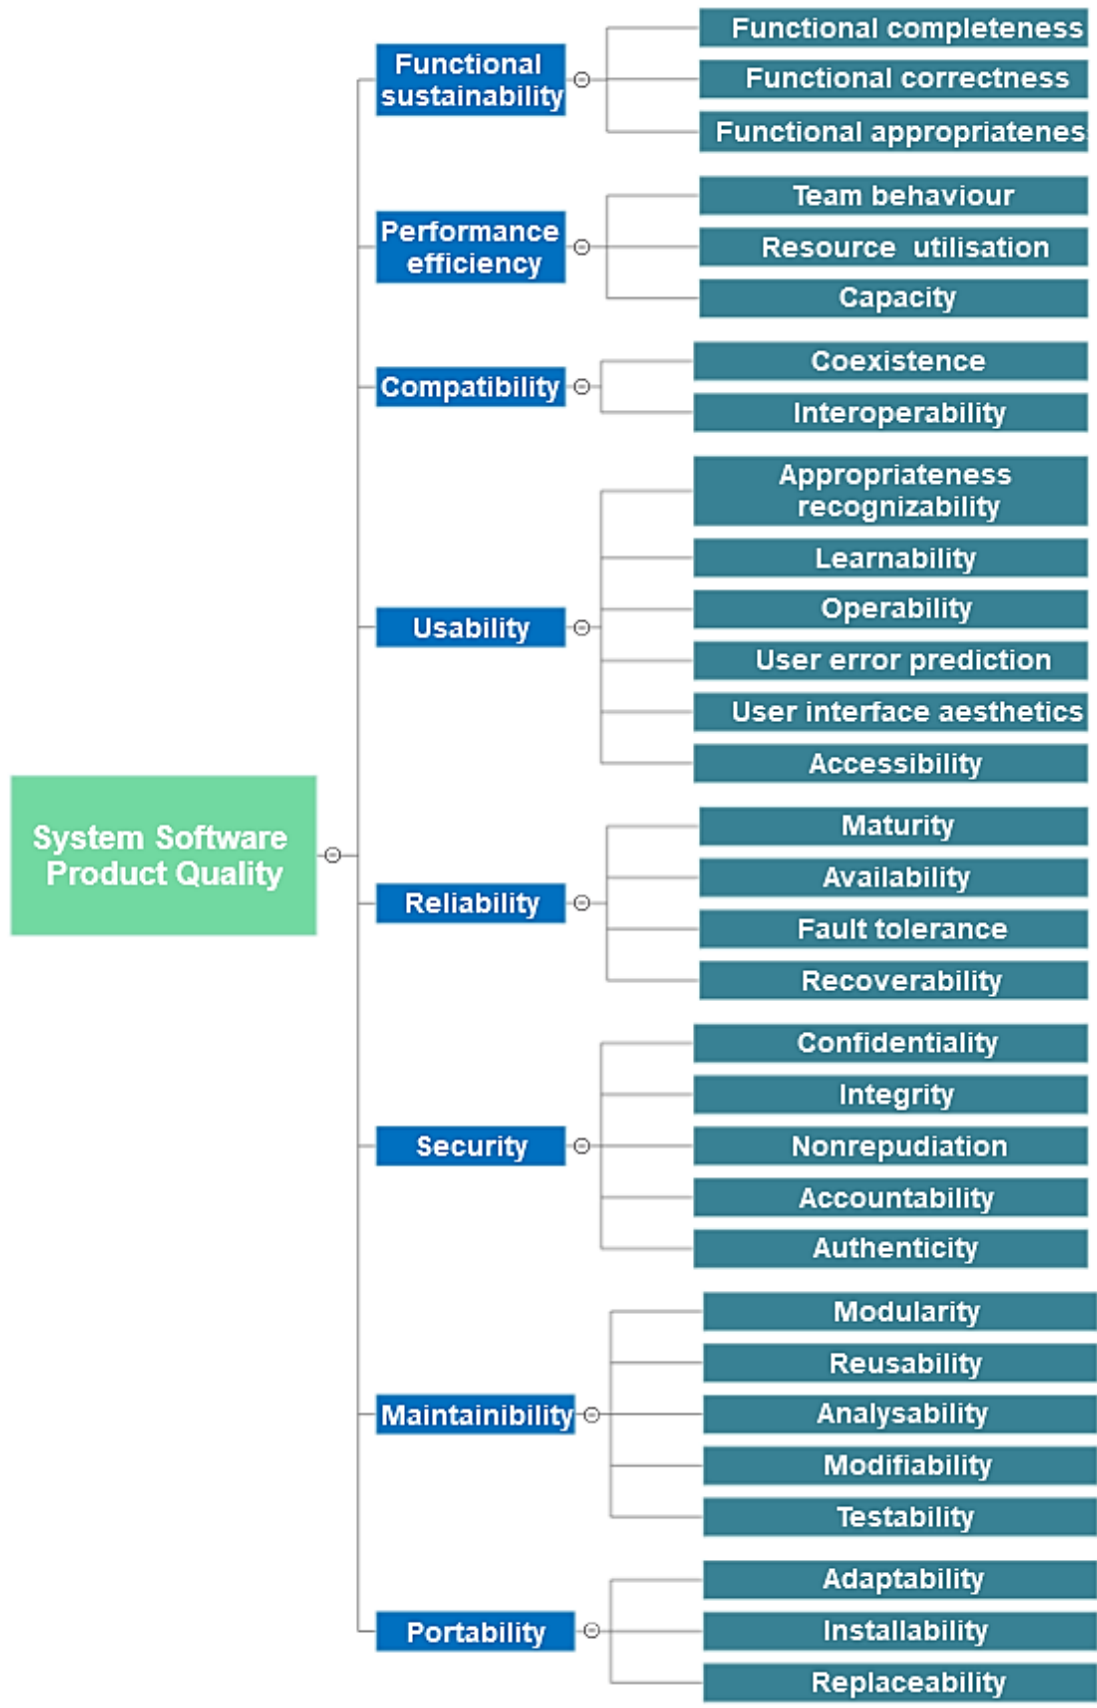 System Software
Product Quality
Functional
sustainability
Functional completeness
Functional correctness
Functional appropriatenes
Performance
efficiency
Team behaviour
Resource utilisation
Capacity
Compatibility
Coexistence
Interoperability
Usability
Appropriateness
recognizability
Learnability
Operability
User error prediction
User interface aesthetics
Accessibility
Reliability
Maturity
Availability
Fault tolerance
Recoverability
Security
Confidentiality
Integrity
Nonrepudiation
Accountability
Authenticity
Maintainibility
Modularity
Reusability
Analysability
Modifiability
Testability
Portability
Adaptability
Installability
Replaceability